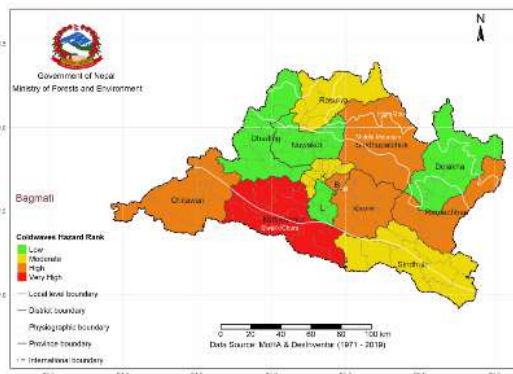 N
Government of Nepal
Ministry of Forests and Environment
Rasuwa
Dhading
Nuwakot
Sindhupalchok
Dolakha
Bagmati
Chitawan
B
L
Kavre
Ramechhap
Sindhuli
Coldwaves Hazard Rank
Low
Moderate
High
Very High
Local level boundary
District boundary
Physiographic boundary
Province boundary
International boundary
0 20 40 60 80 100 km
Data Source: MoHA & DesInventar (1971 - 2019)